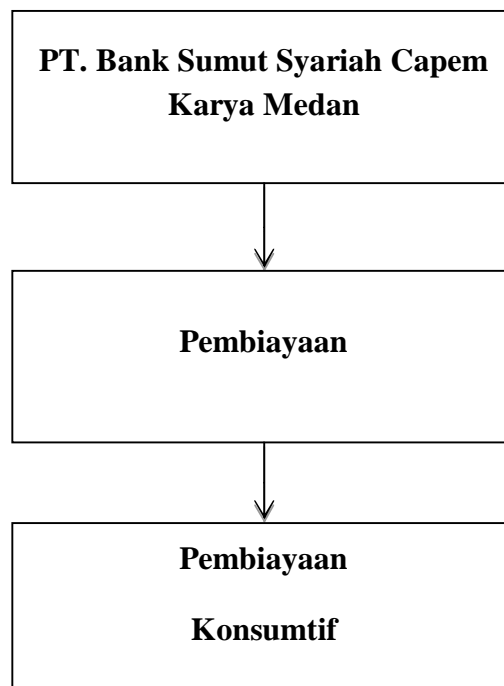 PT. Bank Sumut Syariah Capem
Karya Medan
Pembiayaan
Pembiayaan
Konsumtif